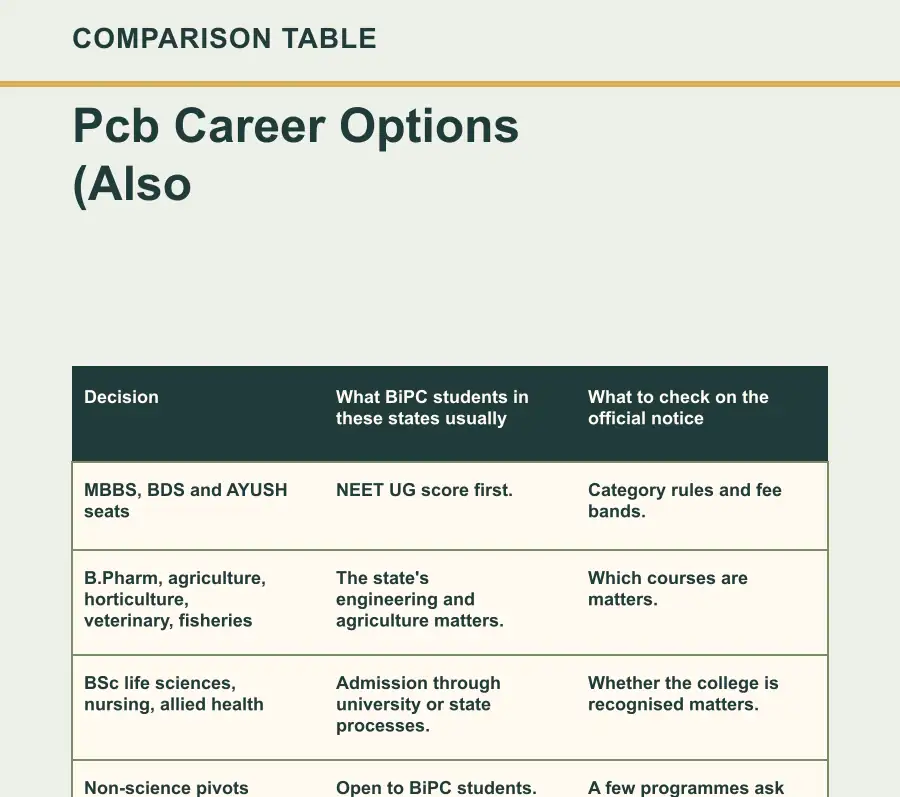 COMPARISON TABLE
Pcb Career Options
(Also
Decision
What BiPC students in
these states usually
What to check on the
official notice
MBBS, BDS and AYUSH
seats
NEET UG score first.
Category rules and fee
bands.
B.Pharm, agriculture,
horticulture,
veterinary, fisheries
The state's
engineering and
agriculture matters.
Which courses are
matters.
BSc life sciences,
nursing, allied health
Admission through
university or state
processes.
Whether the college is
recognised matters.
Non-science pivots
Open to BiPC students.
A few programmes ask